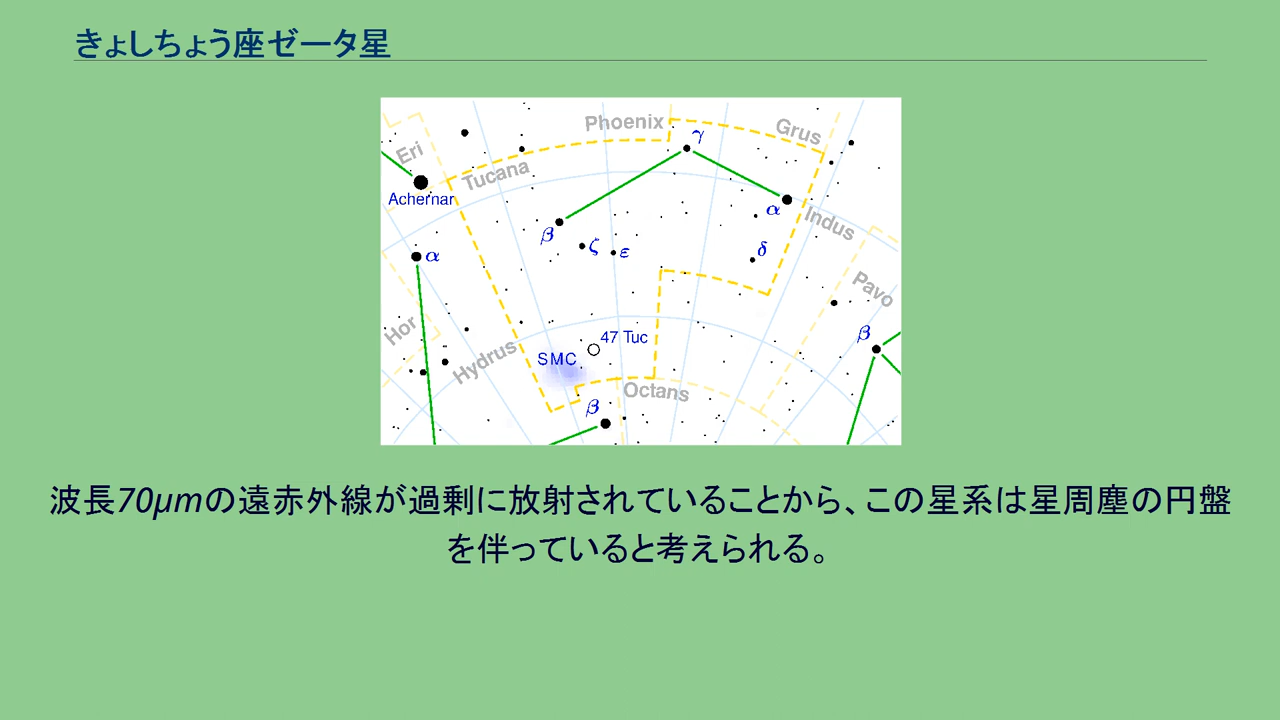 きょしちょう座ゼータ星
Phoenix
Grus
γ
Eri
Tucana
Achernar
α
Indus
β
ζ
ε
δ
α
Pavo
Hor
47 Tuc
β
SMC
Hydrus
Octans
β
波長70μmの遠赤外線が過剰に放射されていることから、この星系は星周塵の円盤
を伴っていると考えられる。